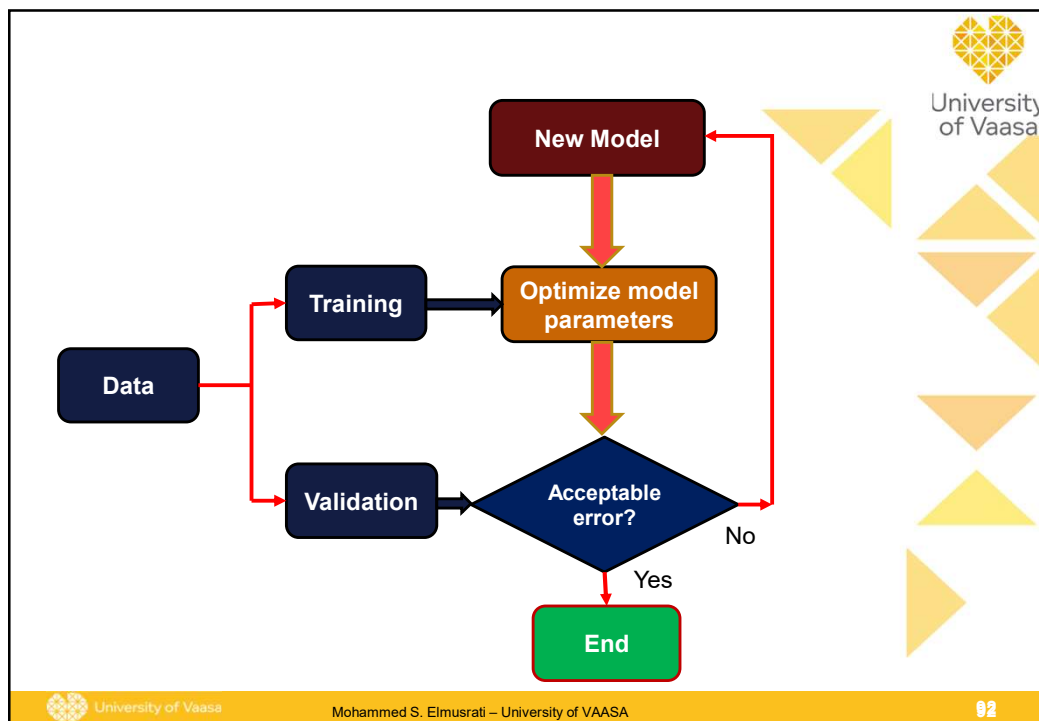 University
of Vaasa
New Model
Training
Optimize model
parameters
Data
Validation
Acceptable
error?
No
Yes
End
University of Vaasa
Mohammed S. Elmusrati – University of VAASA